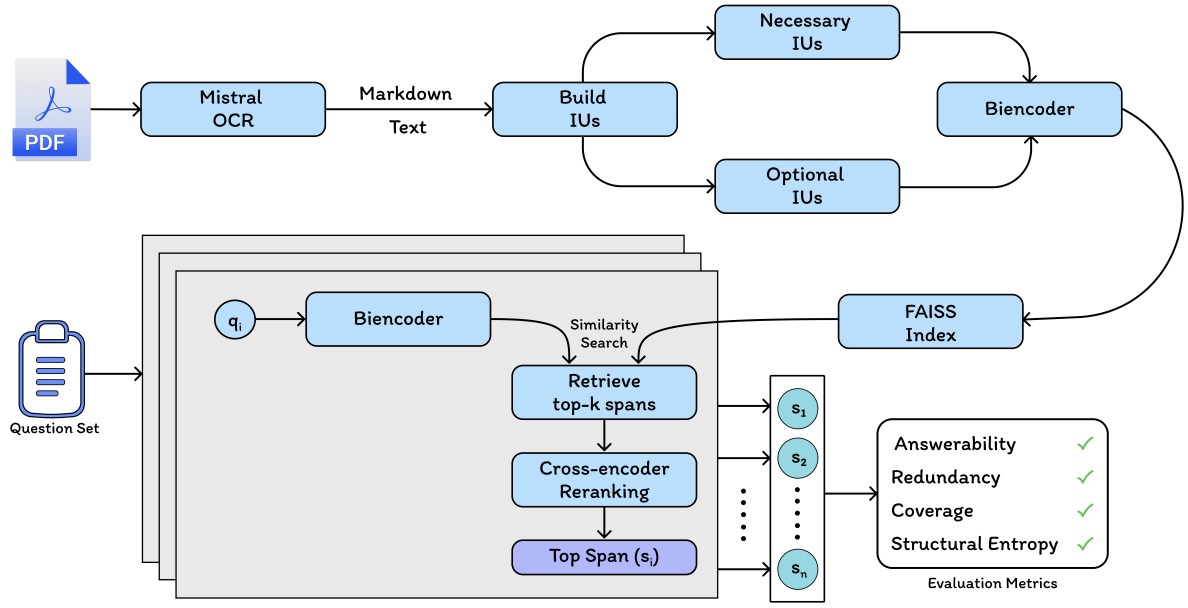 Necessary
IUs
PDF
Mistral
OCR
Markdown
Text
Build
IUs
Biencoder
Optional
IUs
qi
Biencoder
Similarity
Search
FAISS
Index
Question Set
Retrieve
top-k spans
Cross-encoder
Reranking
Top Span (si)
s1
s2
sn
Answerability ✓
Redundancy ✓
Coverage ✓
Structural Entropy ✓
Evaluation Metrics